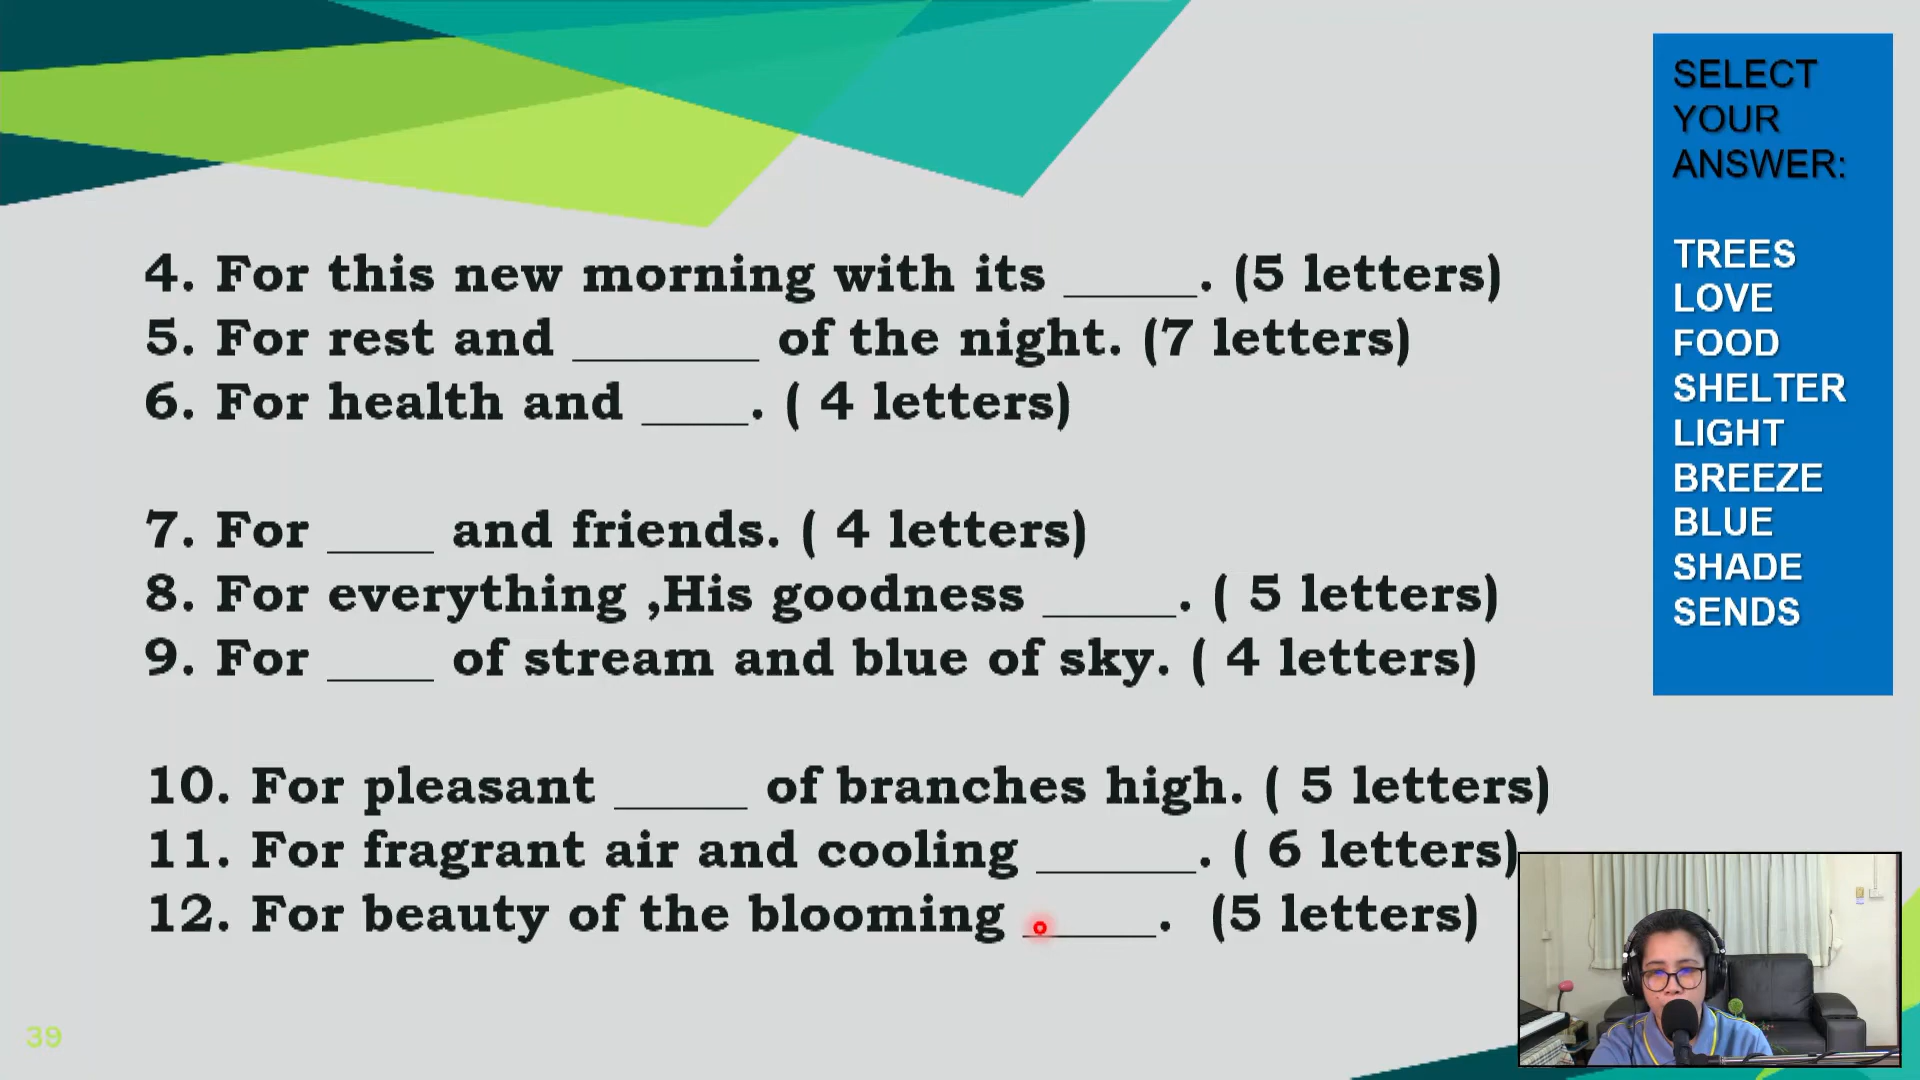 4. For this new morning with its _____. (5 letters)
5. For rest and _______ of the night. (7 letters)
6. For health and ____. ( 4 letters)
7. For ____ and friends. ( 4 letters)
8. For everything ,His goodness _____. ( 5 letters)
9. For ____ of stream and blue of sky. ( 4 letters)
10. For pleasant _____ of branches high. ( 5 letters)
11. For fragrant air and cooling ______. ( 6 letters)
12. For beauty of the blooming _____. (5 letters)
SELECT
YOUR
ANSWER:
TREES
LOVE
FOOD
SHELTER
LIGHT
BREEZE
BLUE
SHADE
SENDS
39